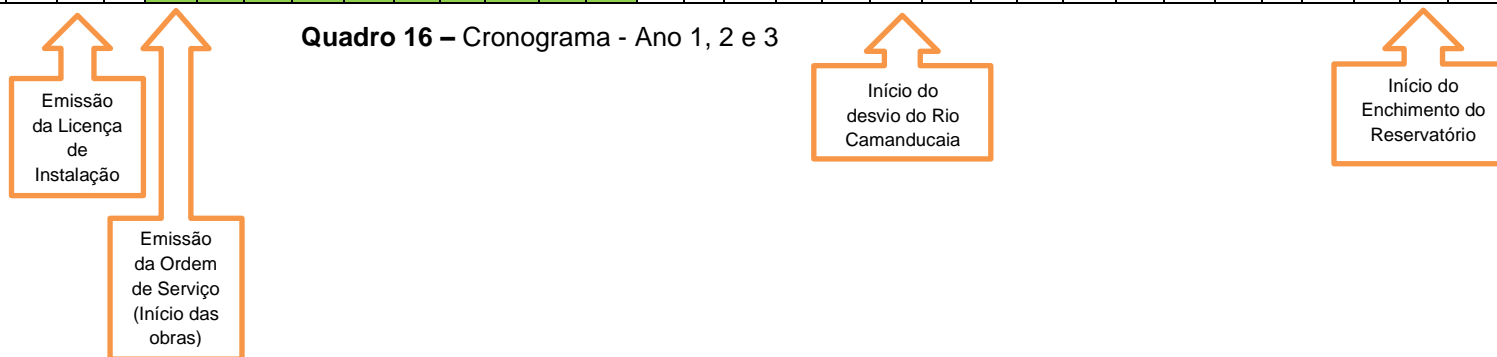 Quadro 16 – Cronograma - Ano 1, 2 e 3
Emissão
da Licença
de
Instalação
Emissão
da Ordem
de Serviço
(Início das
obras)
Início do
desvio do Rio
Camanducaia
Início do
Enchimento do
Reservatório